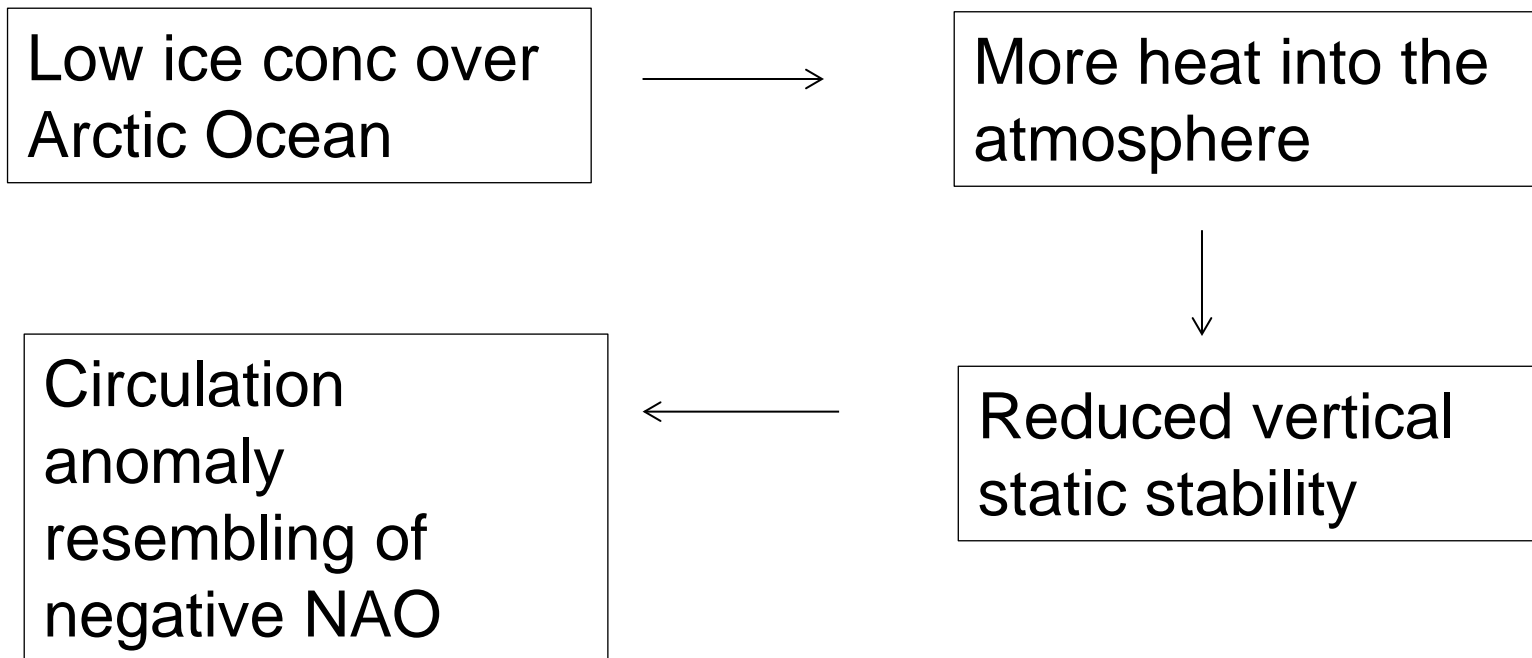 Low ice conc over
Arctic Ocean
More heat into the
atmosphere
Reduced vertical
static stability
Circulation
anomaly
resembling of
negative NAO